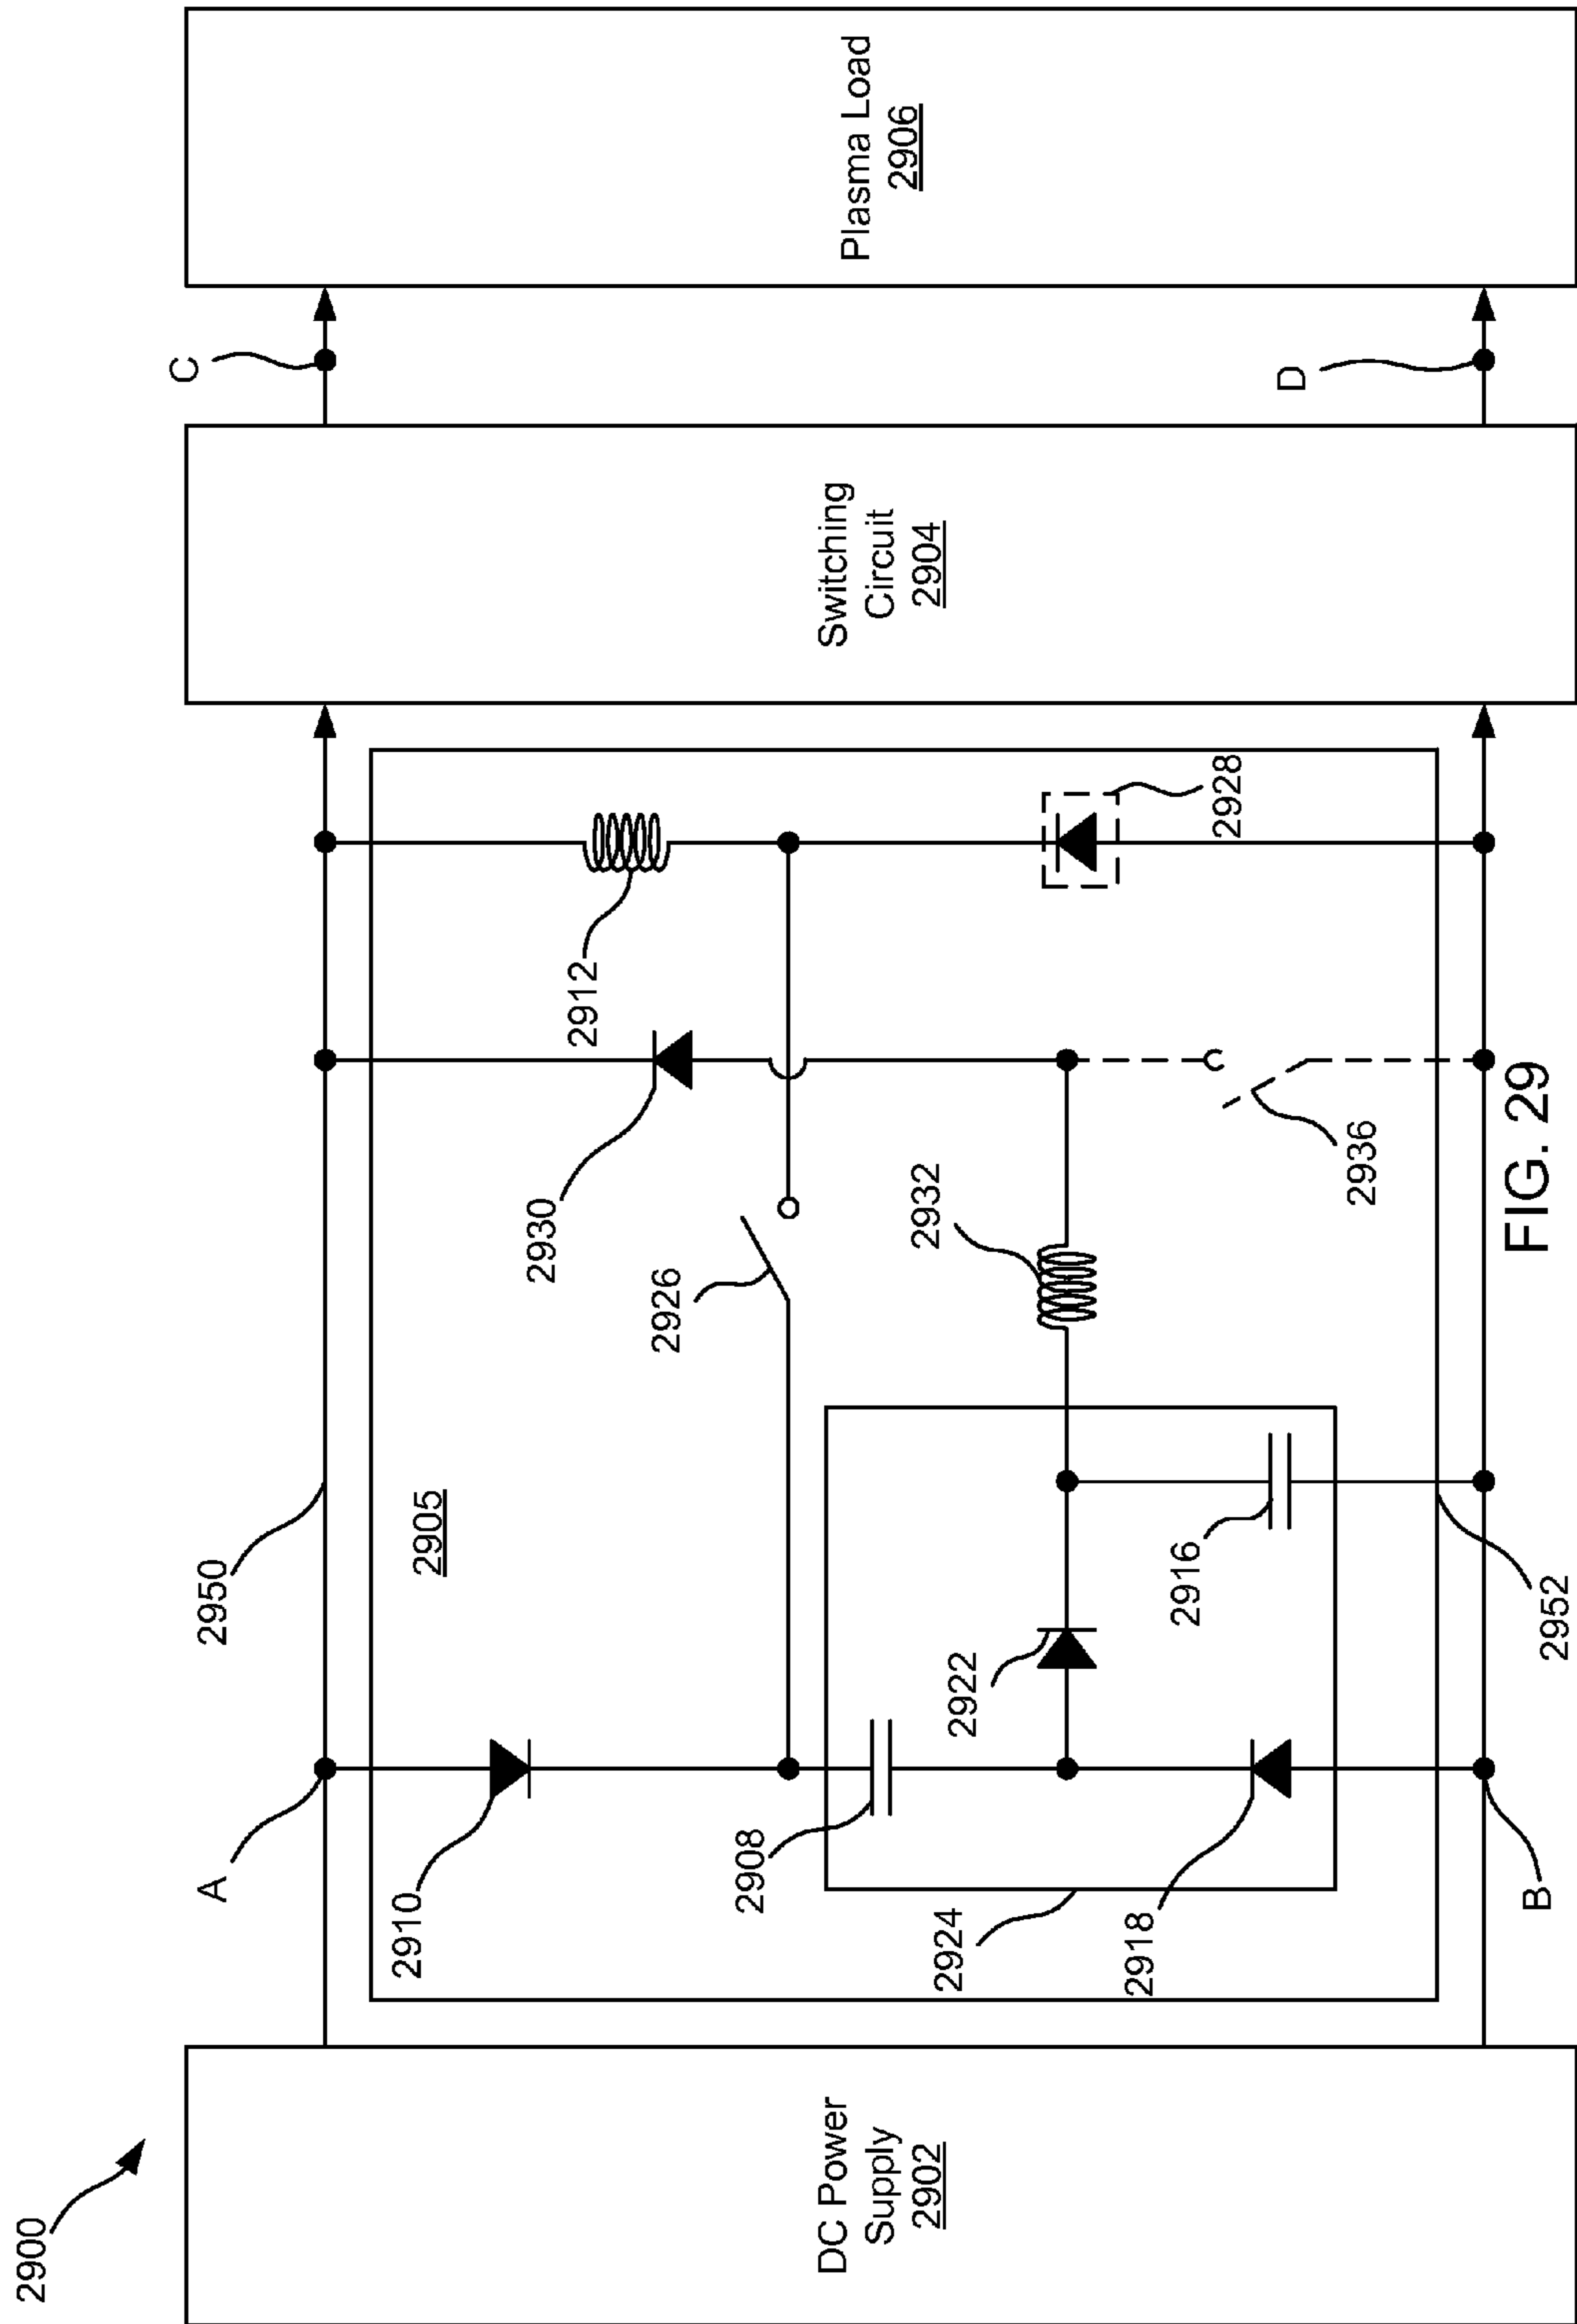 2900
DC Power
Supply
2902
A
2950
2910
2905
2908
2924
2918
2922
2916
B
2952
2926
2930
2932
2936
2912
2928
Switching
Circuit
2904
C
D
Plasma Load
2906
FIG. 29